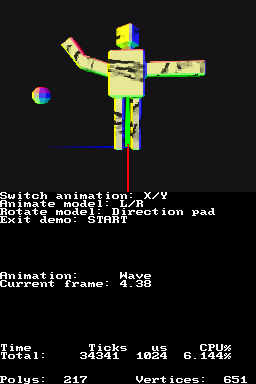 Switch animation: X/Y
Animate model: L/R
Rotate model: Direction pad
Exit demo: START
Animation: Wave
Current frame: 4.38
Time Ticks us CPU%
Total: 34341 1024 6.144%
Polys: 217 Vertices: 651